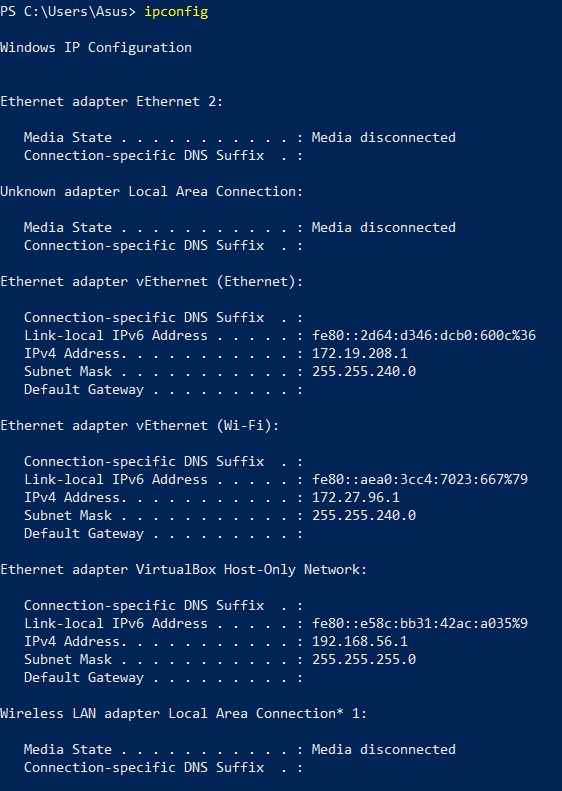 PS C:\Users\Asus> ipconfig
Windows IP Configuration
Ethernet adapter Ethernet 2:
Media State . . . . . . . . . . . : Media disconnected
Connection-specific DNS Suffix  . :
Unknown adapter Local Area Connection:
Media State . . . . . . . . . . . : Media disconnected
Connection-specific DNS Suffix  . :
Ethernet adapter vEthernet (Ethernet):
Connection-specific DNS Suffix  . :
Link-local IPv6 Address . . . . . : fe80::2d64:d346:dcb0:600c%36
IPv4 Address. . . . . . . . . . . : 172.19.208.1
Subnet Mask . . . . . . . . . . . : 255.255.240.0
Default Gateway . . . . . . . . . :
Ethernet adapter vEthernet (Wi-Fi):
Connection-specific DNS Suffix  . :
Link-local IPv6 Address . . . . . : fe80::aea0:3cc4:7023:667%79
IPv4 Address. . . . . . . . . . . : 172.27.96.1
Subnet Mask . . . . . . . . . . . : 255.255.240.0
Default Gateway . . . . . . . . . :
Ethernet adapter VirtualBox Host-Only Network:
Connection-specific DNS Suffix  . :
Link-local IPv6 Address . . . . . : fe80::e58c:bb31:42ac:a035%9
IPv4 Address. . . . . . . . . . . : 192.168.56.1
Subnet Mask . . . . . . . . . . . : 255.255.255.0
Default Gateway . . . . . . . . . :
Wireless LAN adapter Local Area Connection* 1:
Media State . . . . . . . . . . . : Media disconnected
Connection-specific DNS Suffix  . :